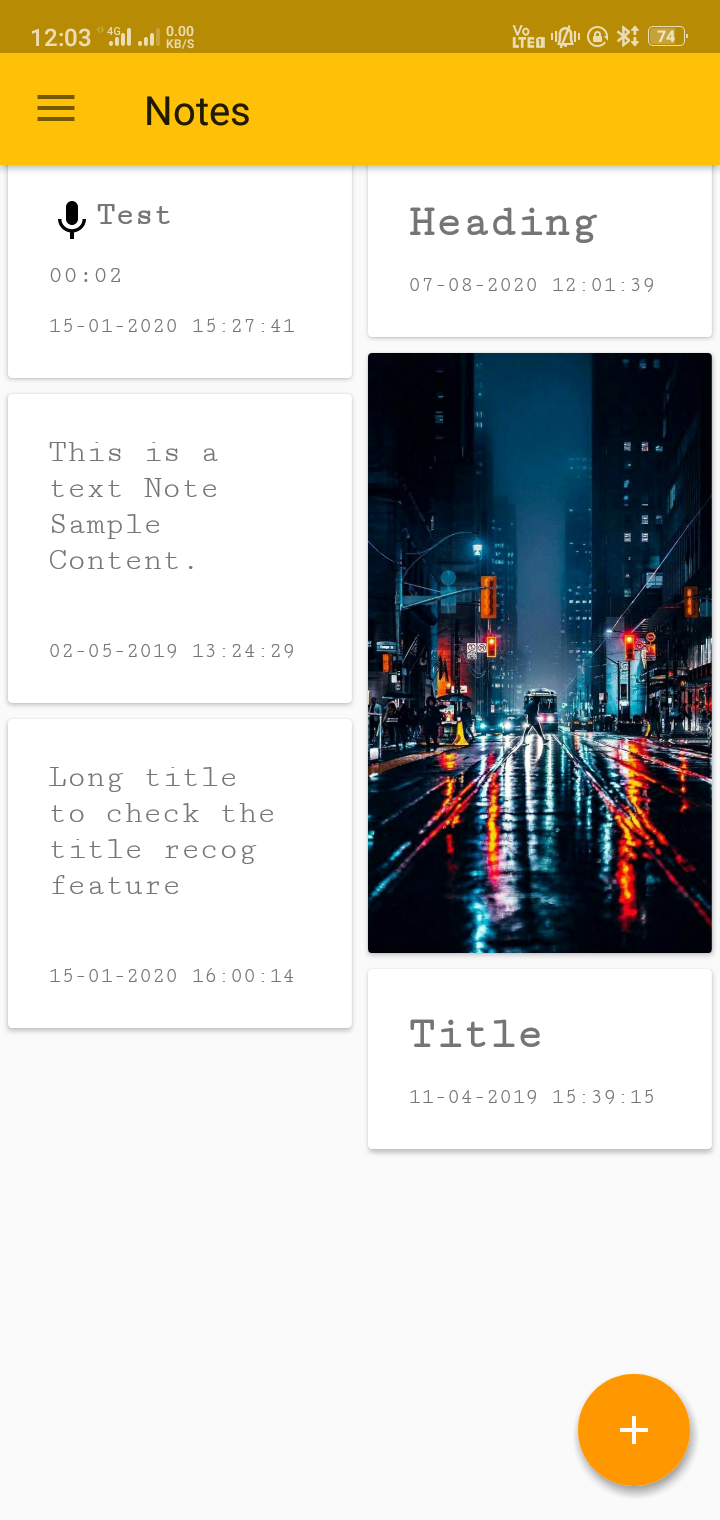 12:03 4G 0.00 KB/S Vo LTE 1 74
Notes
Test
00:02
15-01-2020 15:27:41
This is a
text Note
Sample
Content.
02-05-2019 13:24:29
Long title
to check the
title recog
feature
15-01-2020 16:00:14
Heading
07-08-2020 12:01:39
Title
11-04-2019 15:39:15